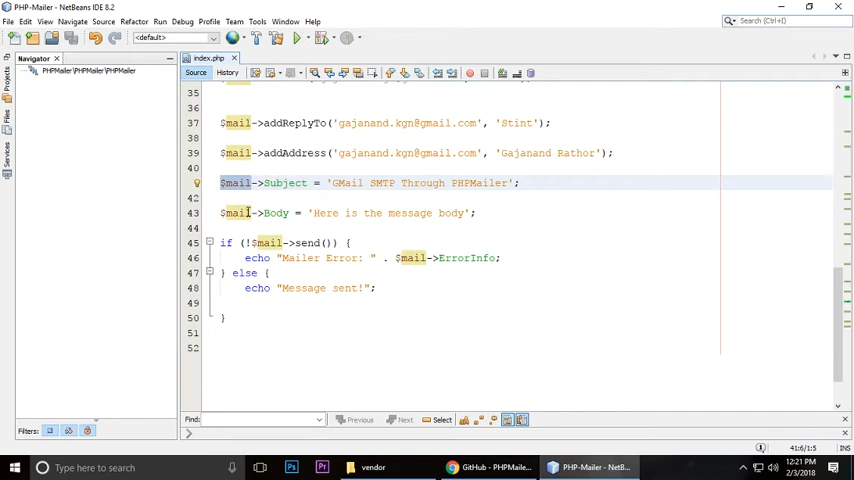 PHP-Mailer - NetBeans IDE 8.2
File Edit View Navigate Source Refactor Run Debug Profile Team Tools Window Help
Search (Ctrl+I)
<default>
Navigator
index.php
Source History
PHPMailer\PHPMailer\PHPMailer
Projects
Files
Services
35
36
37 $mail->addReplyTo('gajanand.kgn@gmail.com', 'Stint');
38
39 $mail->addAddress('gajanand.kgn@gmail.com', 'Gajanand Rathor');
40
41 $mail->Subject = 'GMail SMTP Through PHPMailer';
42
43 $mail->Body = 'Here is the message body';
44
45 if (!$mail->send()) {
46 echo "Mailer Error: " . $mail->ErrorInfo;
47 } else {
48 echo "Message sent!";
49
50 }
51
52
Find: Previous Next Select
Filters:
41:6/1:5 INS
Type here to search
vendor
GitHub - PHPMaile...
PHP-Mailer - NetB...
12:21 PM
2/3/2018